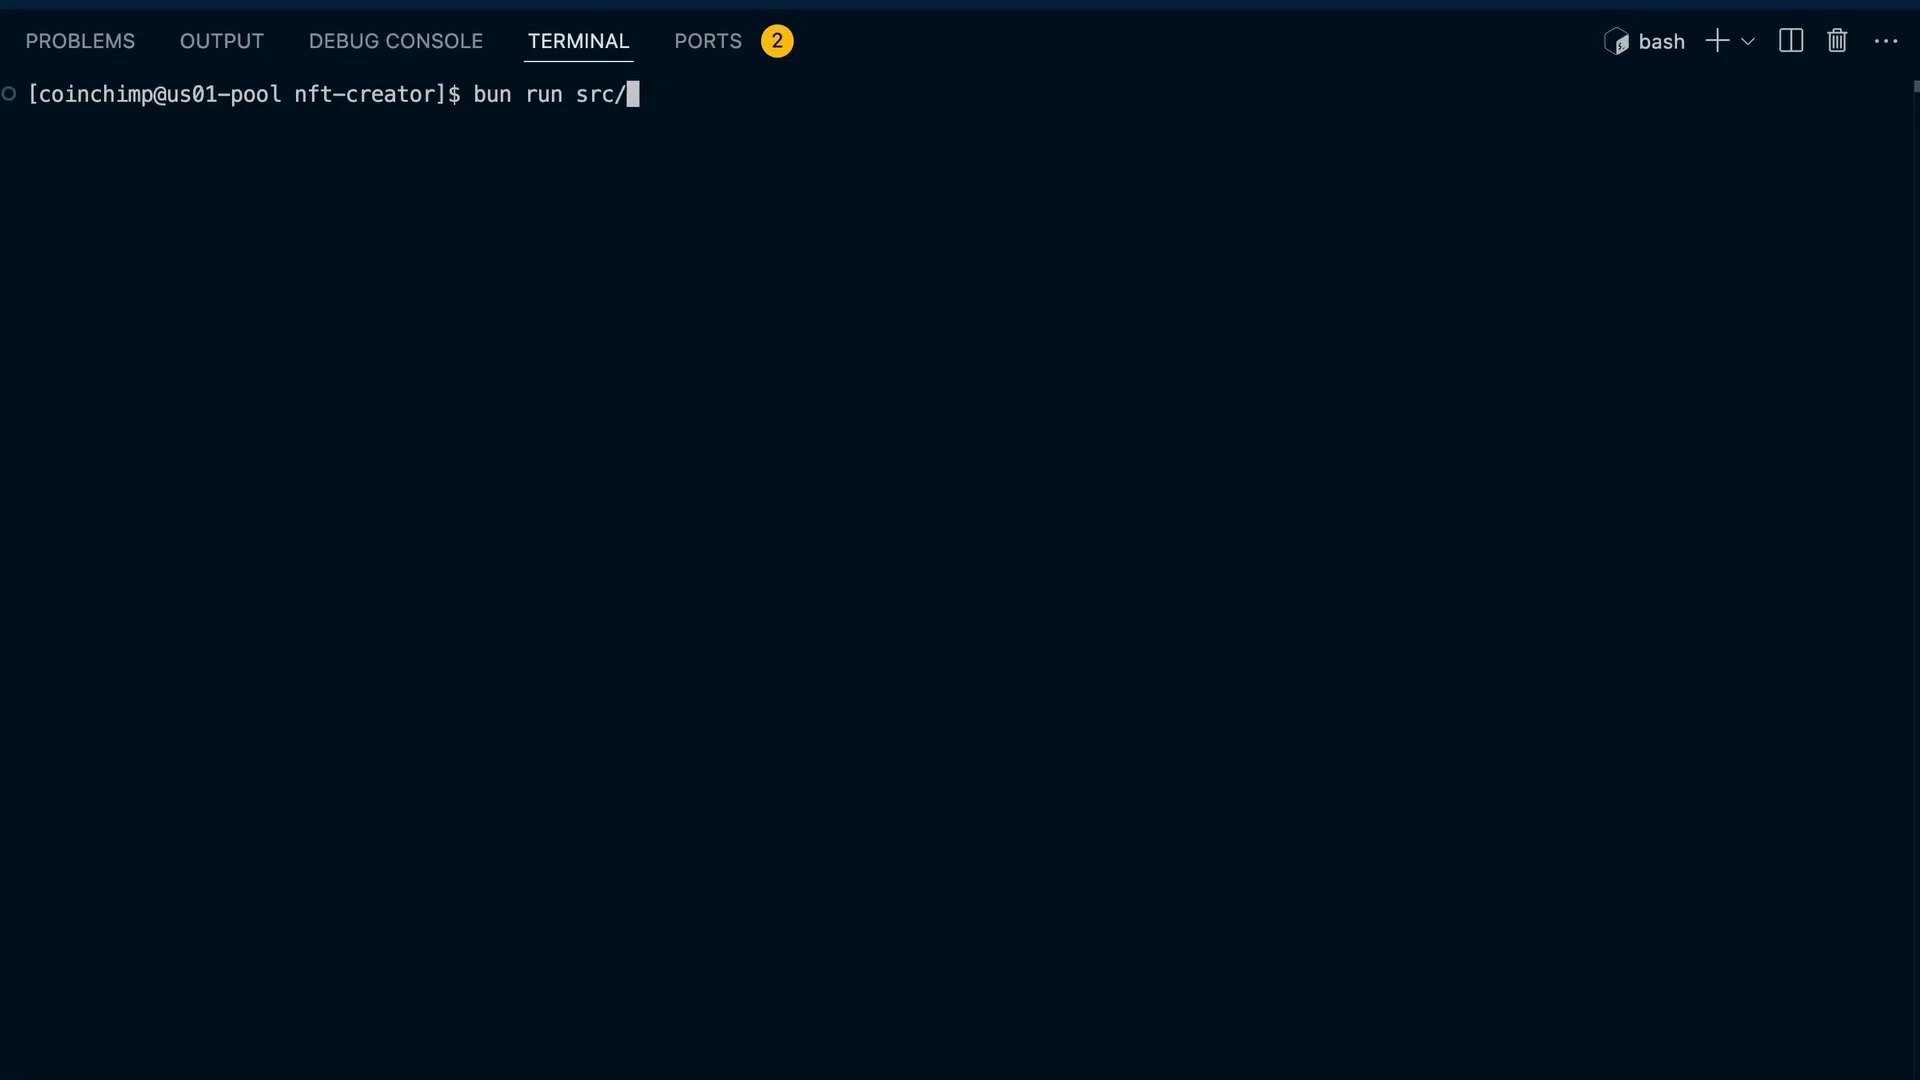 PROBLEMS OUTPUT DEBUG CONSOLE TERMINAL PORTS 2 bash
[coinchimp@us01-pool nft-creator]$ bun run src/